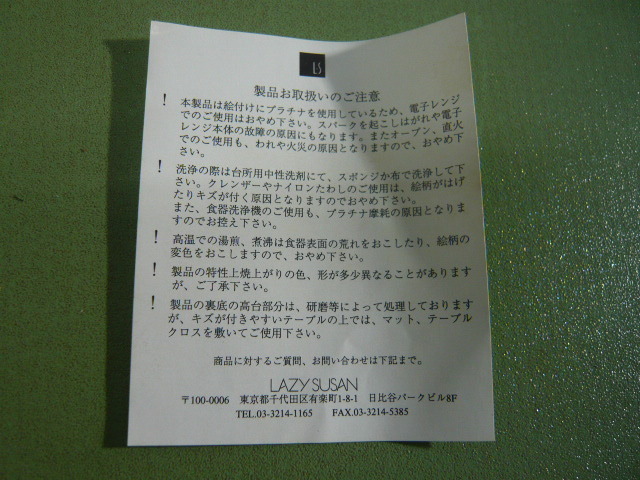 LS
製品お取扱いのご注意
! 本製品は絵付けにプラチナを使用しているため、電子レンジ
でのご使用はおやめ下さい。スパークを起こしはがれや電子
レンジ本体の故障の原因にもなります。またオーブン、直火
でのご使用も、われや火災の原因となりますので、おやめ下
さい。
! 洗浄の際は台所用中性洗剤にて、スポンジか布で洗浄して下
さい。クレンザーやナイロンたわしのご使用は、絵柄がはげ
たりキズが付く原因となりますのでおやめ下さい。
また、食器洗浄機のご使用も、プラチナ摩耗の原因となりま
すのでお控え下さい。
! 高温での湯煎、煮沸は食器表面の荒れをおこしたり、絵柄の
変色をおこしますので、おやめ下さい。
! 製品の特性上焼上がりの色、形が多少異なることがあります
が、ご了承下さい。
! 製品の裏底の高台部分は、研磨等によって処理しております
が、キズが付きやすいテーブルの上では、マット、テーブル
クロスを敷いてご使用下さい。
商品に対するご質問、お問い合わせは下記まで。
LAZY SUSAN
〒100-0006 東京都千代田区有楽町1-8-1 日比谷パークビル8F
TEL.03-3214-1165 FAX.03-3214-5385